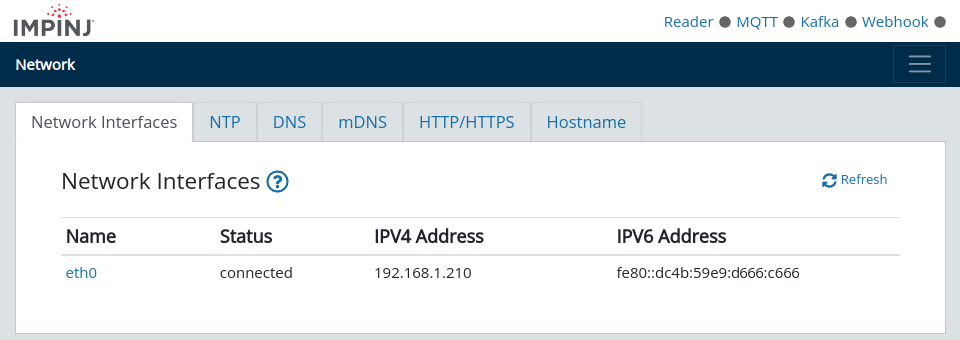 IMPINJ
Reader MQTT Kafka Webhook
Network
Network Interfaces NTP DNS mDNS HTTP/HTTPS Hostname
Network Interfaces ? Refresh
Name Status IPV4 Address IPV6 Address
eth0 connected 192.168.1.210 fe80::dc4b:59e9:d666:c666